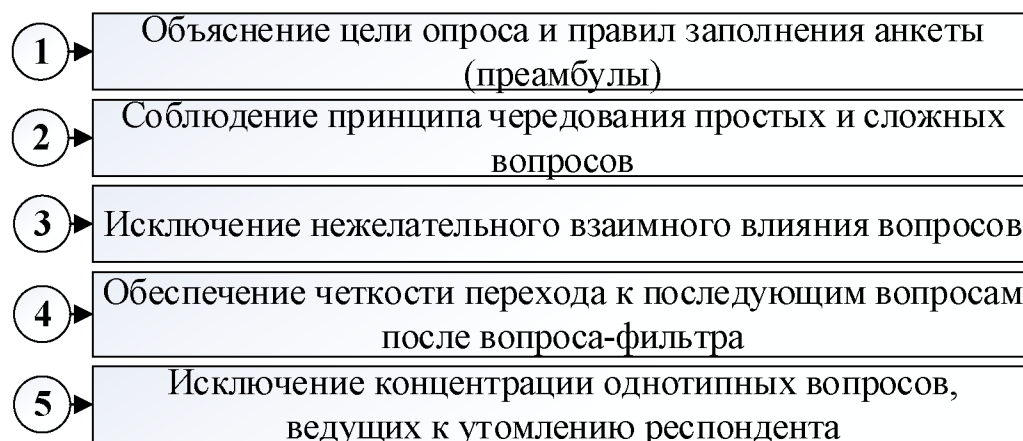 1 Объяснение цели опроса и правил заполнения анкеты
(преамбулы)
2 Соблюдение принципа чередования простых и сложных
вопросов
3 Исключение нежелательного взаимного влияния вопросов
4 Обеспечение четкости перехода к последующим вопросам
после вопроса-фильтра
5 Исключение концентрации однотипных вопросов,
ведущих к утомлению респондента